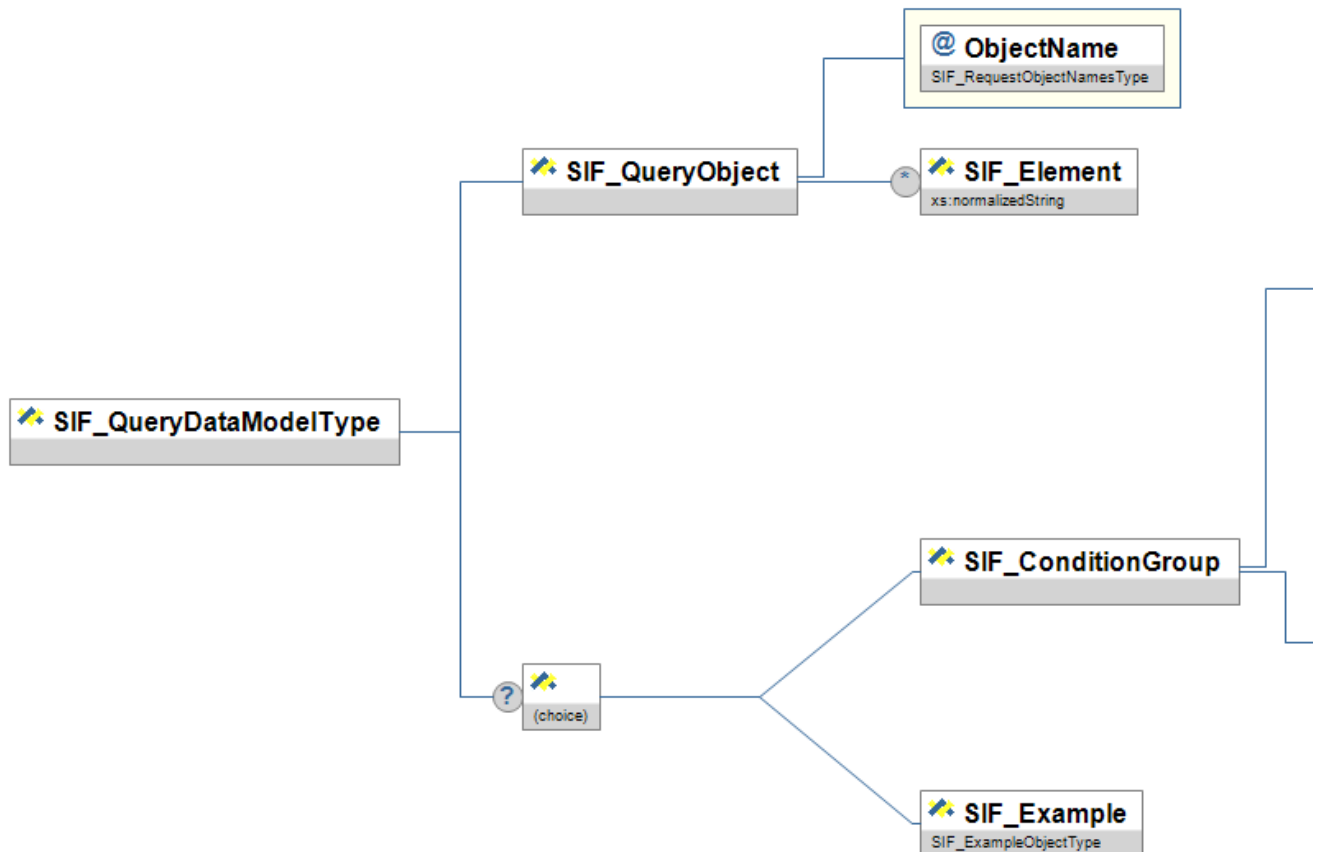 @ ObjectName
SIF_RequestObjectNamesType
SIF_QueryObject
* SIF_Element
xs:normalizedString
SIF_QueryDataModelType
SIF_ConditionGroup
?
(choice)
SIF_Example
SIF_ExampleObjectType